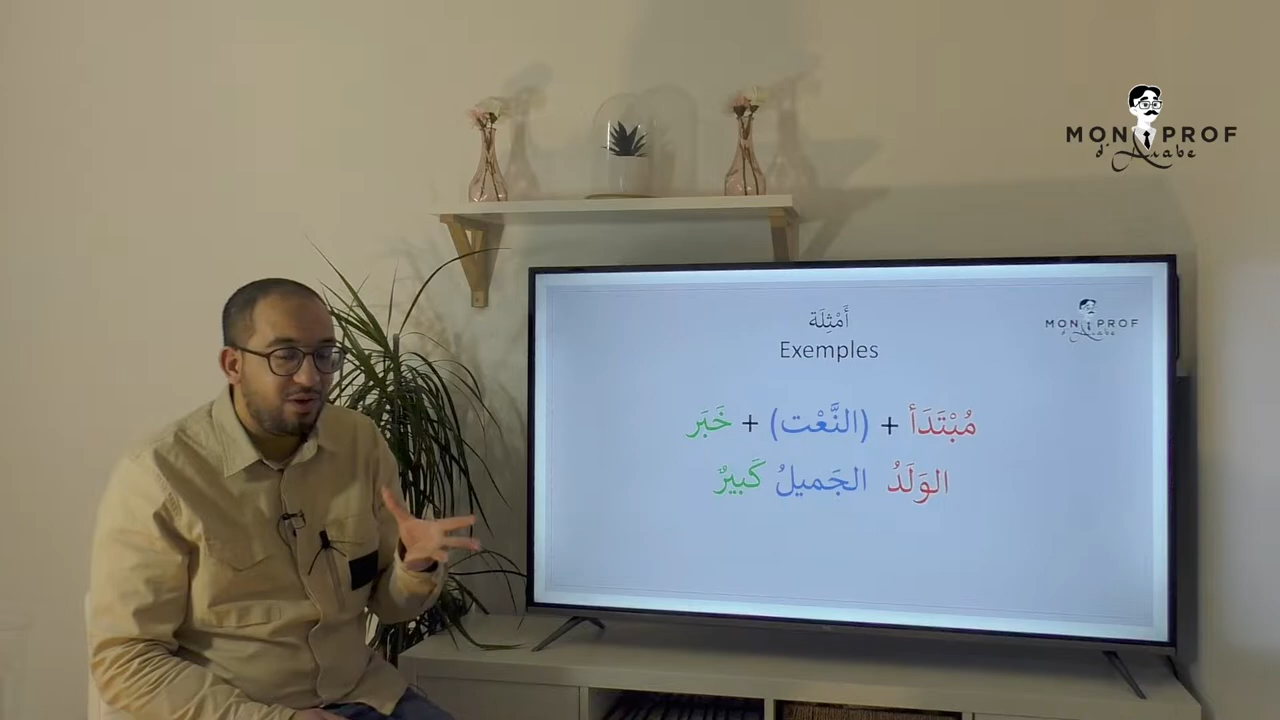 MON PROF
d'Arabe
أَمْثِلَة
MON PROF
d'Arabe
Exemples
مُبْتَدَأ + (النَّعْت) + خَبَر
الوَلَدُ الجَميلُ كَبيرٌ